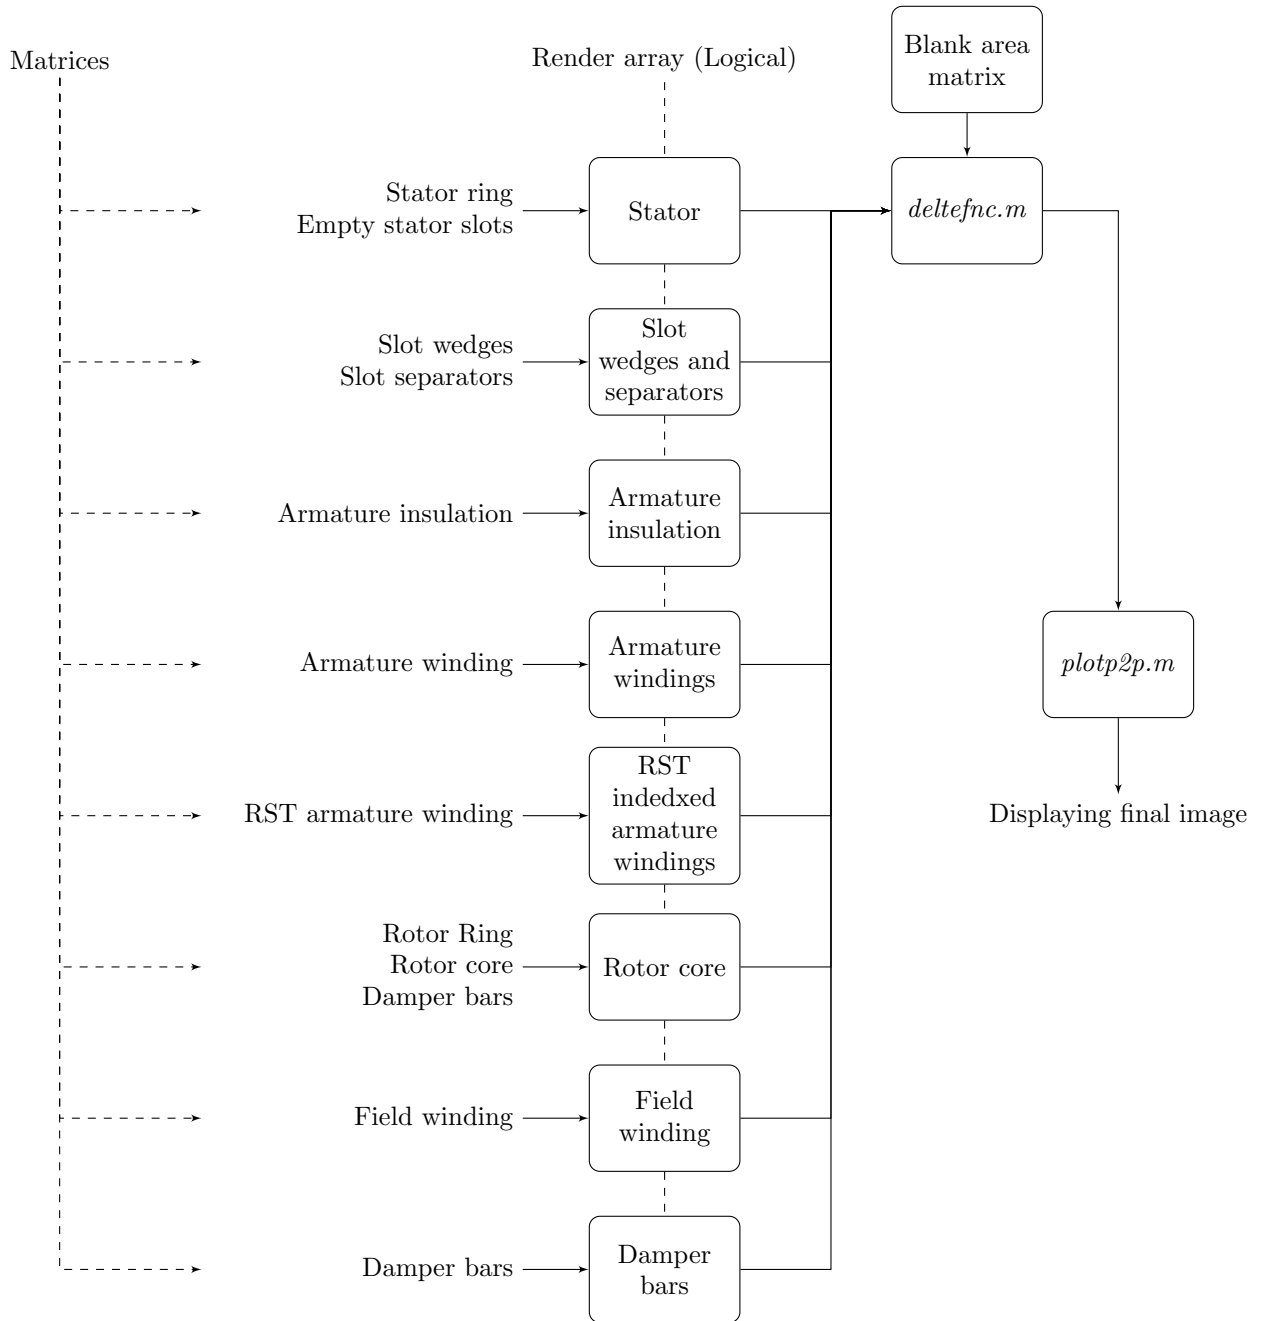 Matrices
Render array (Logical)
Blank area
matrix
Stator ring
Empty stator slots
Stator
deltefnc.m
Slot wedges
Slot separators
Slot
wedges and
separators
Armature insulation
Armature
insulation
Armature winding
Armature
windings
plotp2p.m
RST armature winding
RST
indedxed
armature
windings
Displaying final image
Rotor Ring
Rotor core
Damper bars
Rotor core
Field winding
Field
winding
Damper bars
Damper
bars